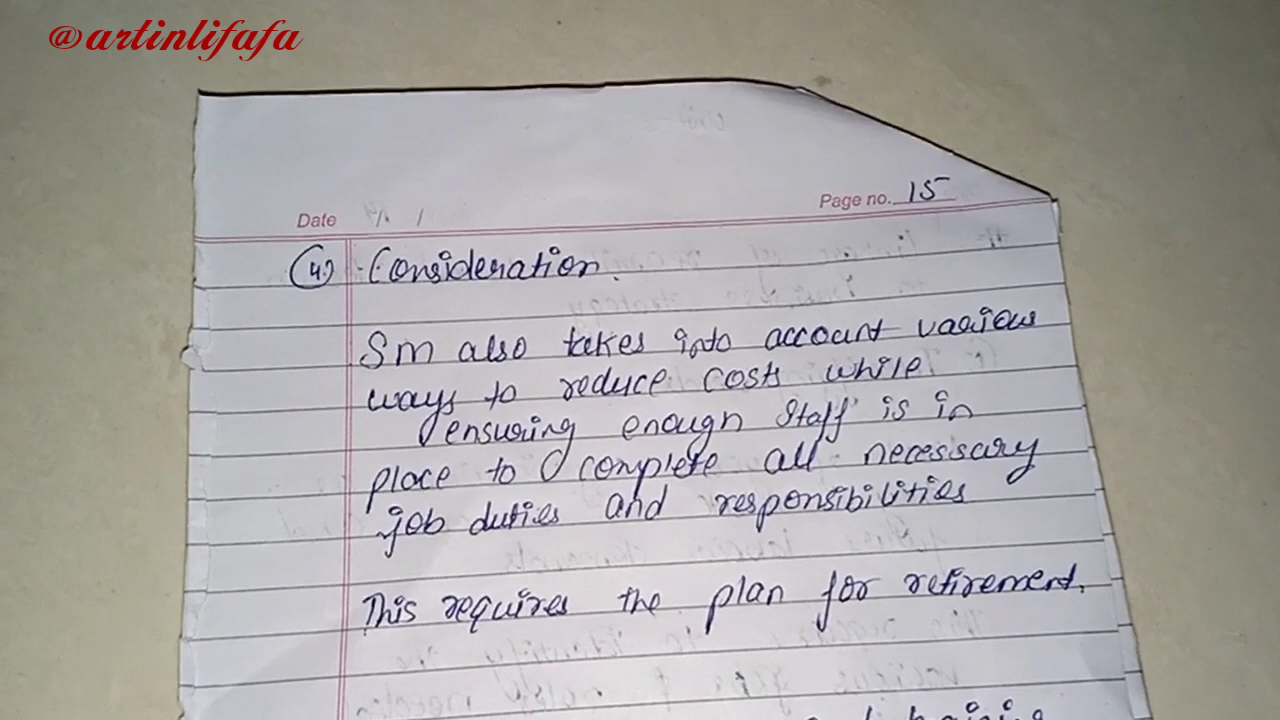 @artinlifafa
Page no. 15
Date / /
(4.) Consideration.
SM also takes into account various
ways to reduce costs while
ensuring enough staff is in
place to complete all necessary
job duties and responsibilities
This requires the plan for retirement.